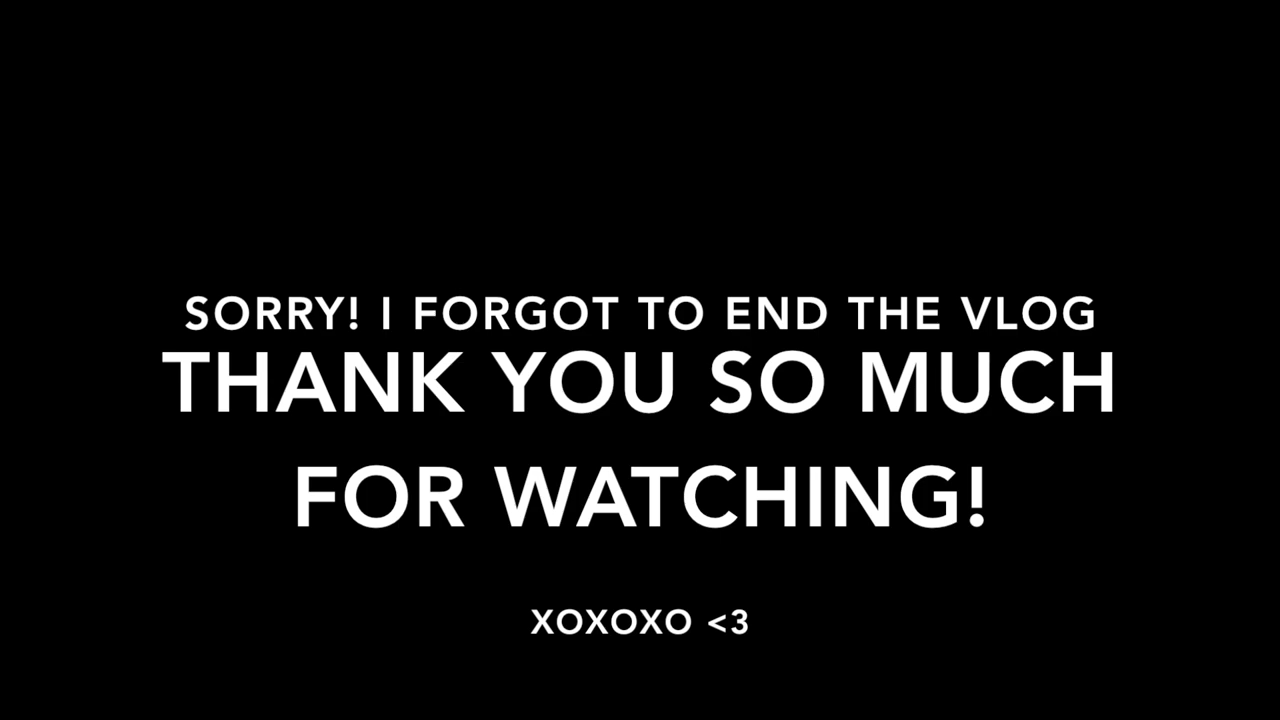 SORRY! I FORGOT TO END THE VLOG
THANK YOU SO MUCH
FOR WATCHING!
XOXOXO <3